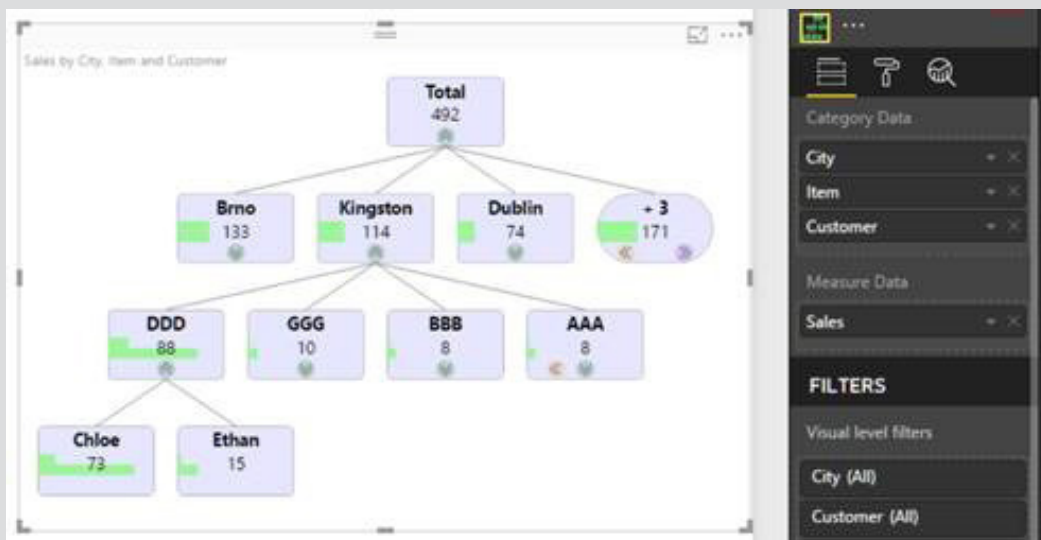 Sales by City, Item and Customer
Total
492
Brno
133
Kingston
114
Dublin
74
+ 3
171
DDD
88
GGG
10
BBB
8
AAA
8
Chloe
73
Ethan
15
Category Data
City
Item
Customer
Measure Data
Sales
FILTERS
Visual level filters
City (All)
Customer (All)